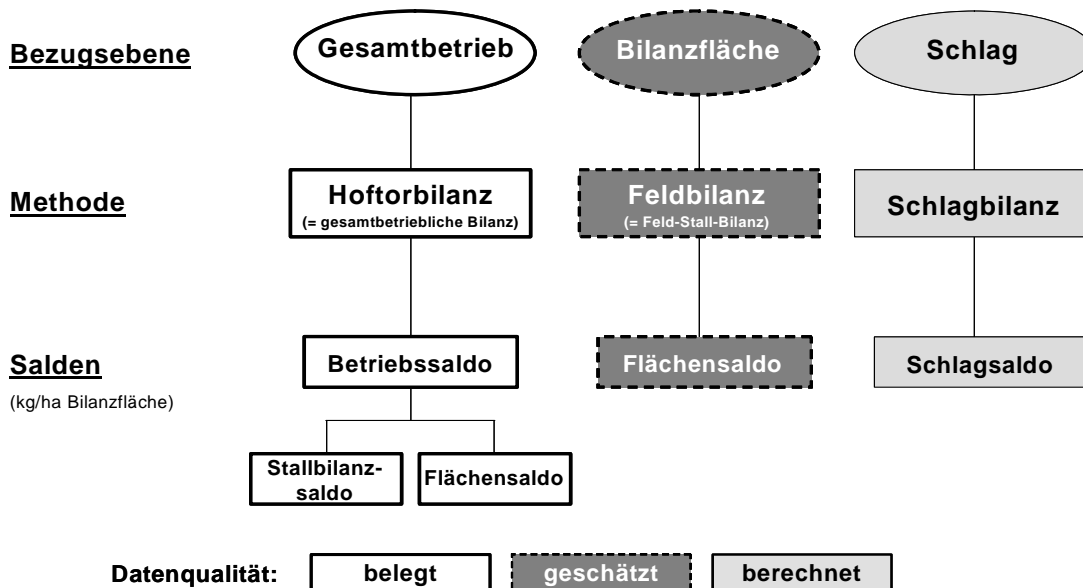 Bezugsebene
Gesamtbetrieb
Bilanzfläche
Schlag
Methode
Hoftorbilanz
(= gesamtbetriebliche Bilanz)
Feldbilanz
(= Feld-Stall-Bilanz)
Schlagbilanz
Salden
(kg/ha Bilanzfläche)
Betriebssaldo
Flächensaldo
Schlagsaldo
Stallbilanz-
saldo
Flächensaldo
Datenqualität:
belegt
geschätzt
berechnet